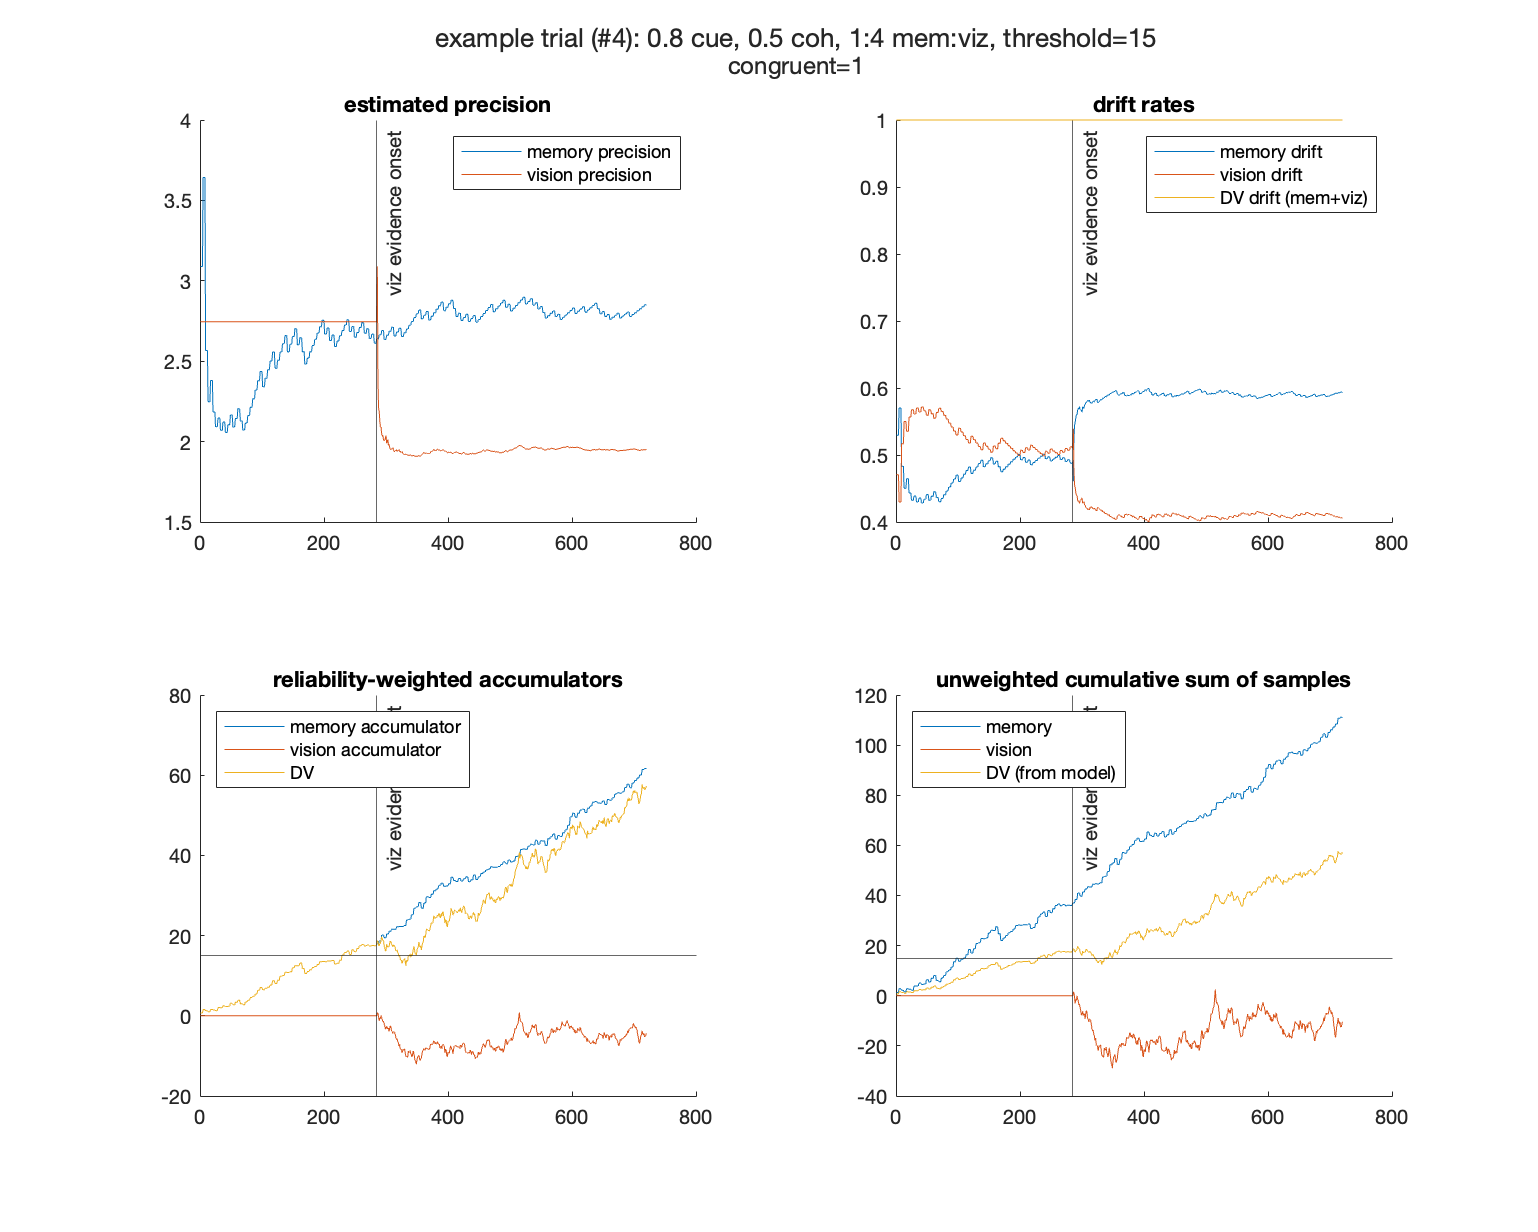 example trial (#4): 0.8 cue, 0.5 coh, 1:4 mem:viz, threshold=15
congruent=1
estimated precision
4
3.5
3
2.5
2
1.5
0
200
400
600
800
viz evidence onset
memory precision
vision precision
drift rates
1
0.9
0.8
0.7
0.6
0.5
0.4
0
200
400
600
800
viz evidence onset
memory drift
vision drift
DV drift (mem+viz)
reliability-weighted accumulators
80
60
40
20
0
-20
0
200
400
600
800
memory accumulator
vision accumulator
DV
viz
unweighted cumulative sum of samples
120
100
80
60
40
20
0
-20
-40
0
200
400
600
800
memory
vision
DV (from model)
viz